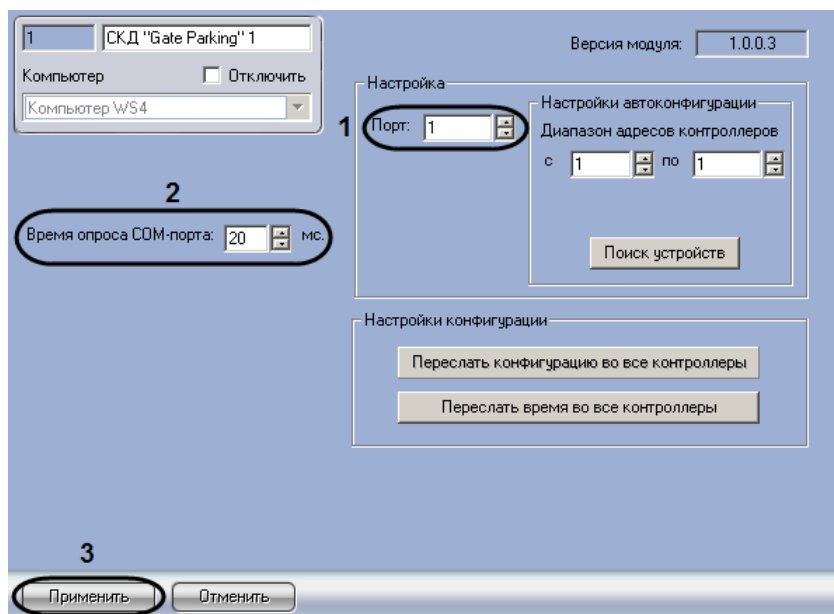 1 СКД "Gate Parking" 1
Компьютер Отключить
Компьютер WS4
Версия модуля: 1.0.0.3
Настройка
1 Порт: 1
Настройки автоконфигурации
Диапазон адресов контроллеров
с 1 по 1
Поиск устройств
2
Время опроса COM-порта: 20 мс.
Настройки конфигурации
Переслать конфигурацию во все контроллеры
Переслать время во все контроллеры
3
Применить Отменить